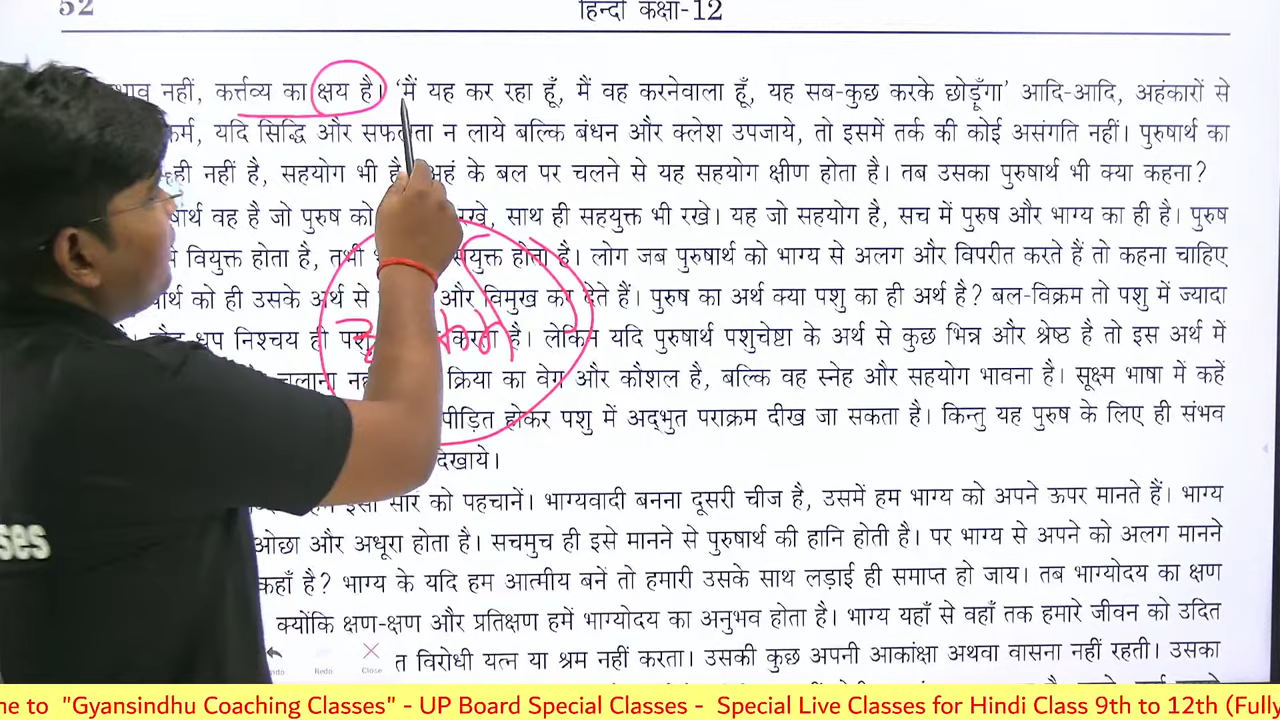 52
हिन्दी कक्षा-12
नहीं, कर्त्तव्य का क्षय है। 'मैं यह कर रहा हूँ, मैं वह करनेवाला हूँ, यह सब-कुछ करके छोड़ूँगा' आदि-आदि, अहंकारों से
यदि सिद्धि और सफलता न लाये बल्कि बंधन और क्लेश उपजाये, तो इसमें तर्क की कोई असंगति नहीं। पुरुषार्थ का
ही नहीं है, सहयोग भी है अहं के बल पर चलने से यह सहयोग क्षीण होता है। तब उसका पुरुषार्थ भी क्या कहना?
वह है जो पुरुष को रखे, साथ ही सहयुक्त भी रखे। यह जो सहयोग है, सच में पुरुष और भाग्य का ही है। पुरुष
वियुक्त होता है, तभी होता है। लोग जब पुरुषार्थ को भाग्य से अलग और विपरीत करते हैं तो कहना चाहिए
को ही उसके अर्थ से और विमुख कर देते हैं। पुरुष का अर्थ क्या पशु का ही अर्थ है? बल-विक्रम तो पशु में ज्यादा
निश्चय ही करता है। लेकिन यदि पुरुषार्थ पशुचेष्टा के अर्थ से कुछ भिन्न और श्रेष्ठ है तो इस अर्थ में
क्रिया का वेग और कौशल है, बल्कि वह स्नेह और सहयोग भावना है। सूक्ष्म भाषा में कहें
पीड़ित होकर पशु में अद्‌भुत पराक्रम दीख जा सकता है। किन्तु यह पुरुष के लिए ही संभव
दिखाये।
सार को पहचानें। भाग्यवादी बनना दूसरी चीज है, उसमें हम भाग्य को अपने ऊपर मानते हैं। भाग्य
ओछा और अधूरा होता है। सचमुच ही इसे मानने से पुरुषार्थ की हानि होती है। पर भाग्य से अपने को अलग मानने
कहाँ है? भाग्य के यदि हम आत्मीय बनें तो हमारी उसके साथ लड़ाई ही समाप्त हो जाय। तब भाग्योदय का क्षण
क्योंकि क्षण-क्षण और प्रतिक्षण हमें भाग्योदय का अनुभव होता है। भाग्य यहाँ से वहाँ तक हमारे जीवन को उदित
विरोधी यत्न या श्रम नहीं करता। उसकी कुछ अपनी आकांक्षा अथवा वासना नहीं रहती। उसका
Redo Close
ses
ne to "Gyansindhu Coaching Classes" - UP Board Special Classes - Special Live Classes for Hindi Class 9th to 12th (Fully